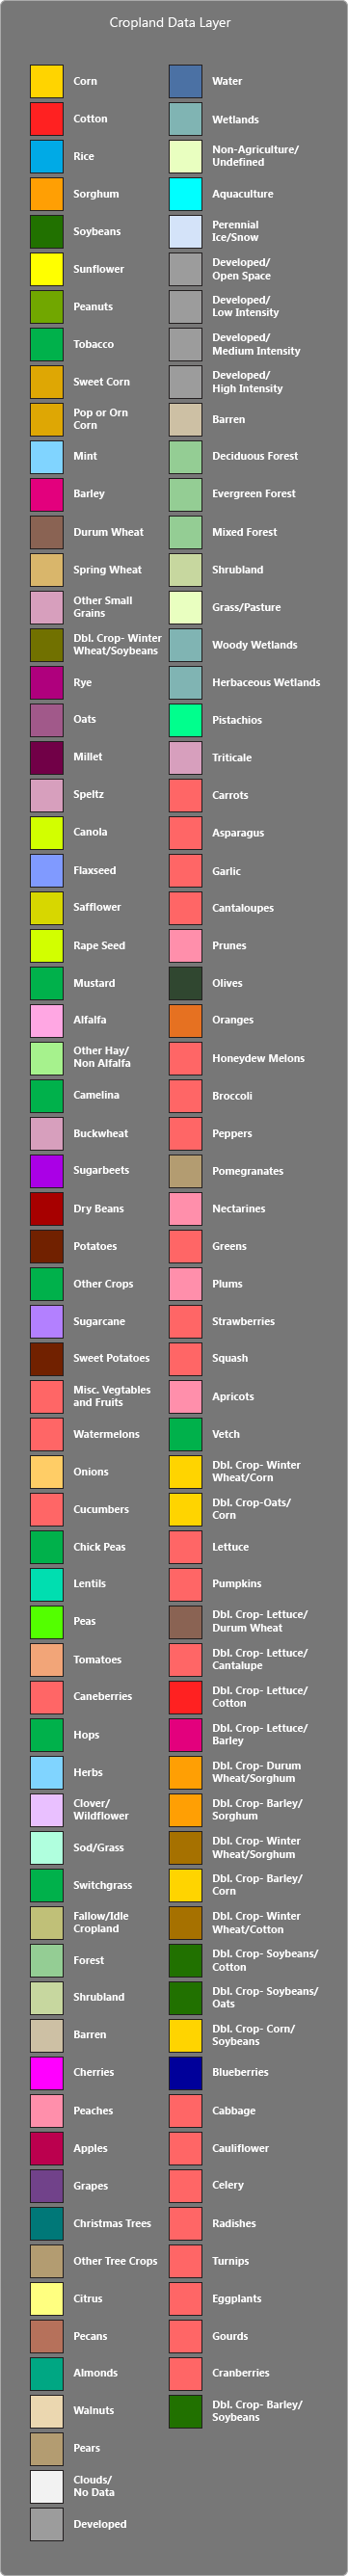 Cropland Data Layer
Corn
Cotton
Rice
Sorghum
Soybeans
Sunflower
Peanuts
Tobacco
Sweet Corn
Pop or Orn
Corn
Mint
Barley
Durum Wheat
Spring Wheat
Other Small
Grains
Dbl. Crop- Winter
Wheat/Soybeans
Rye
Oats
Millet
Speltz
Canola
Flaxseed
Safflower
Rape Seed
Mustard
Alfalfa
Other Hay/
Non Alfalfa
Camelina
Buckwheat
Sugarbeets
Dry Beans
Potatoes
Other Crops
Sugarcane
Sweet Potatoes
Misc. Vegtables
and Fruits
Watermelons
Onions
Cucumbers
Chick Peas
Lentils
Peas
Tomatoes
Caneberries
Hops
Herbs
Clover/
Wildflower
Sod/Grass
Switchgrass
Fallow/Idle
Cropland
Forest
Shrubland
Barren
Cherries
Peaches
Apples
Grapes
Christmas Trees
Other Tree Crops
Citrus
Pecans
Almonds
Walnuts
Pears
Clouds/
No Data
Developed
Water
Wetlands
Non-Agriculture/
Undefined
Aquaculture
Perennial
Ice/Snow
Developed/
Open Space
Developed/
Low Intensity
Developed/
Medium Intensity
Developed/
High Intensity
Barren
Deciduous Forest
Evergreen Forest
Mixed Forest
Shrubland
Grass/Pasture
Woody Wetlands
Herbaceous Wetlands
Pistachios
Triticale
Carrots
Asparagus
Garlic
Cantaloupes
Prunes
Olives
Oranges
Honeydew Melons
Broccoli
Peppers
Pomegranates
Nectarines
Greens
Plums
Strawberries
Squash
Apricots
Vetch
Dbl. Crop- Winter
Wheat/Corn
Dbl. Crop-Oats/
Corn
Lettuce
Pumpkins
Dbl. Crop- Lettuce/
Durum Wheat
Dbl. Crop- Lettuce/
Cantalupe
Dbl. Crop- Lettuce/
Cotton
Dbl. Crop- Lettuce/
Barley
Dbl. Crop- Durum
Wheat/Sorghum
Dbl. Crop- Barley/
Sorghum
Dbl. Crop- Winter
Wheat/Sorghum
Dbl. Crop- Barley/
Corn
Dbl. Crop- Winter
Wheat/Cotton
Dbl. Crop- Soybeans/
Cotton
Dbl. Crop- Soybeans/
Oats
Dbl. Crop- Corn/
Soybeans
Blueberries
Cabbage
Cauliflower
Celery
Radishes
Turnips
Eggplants
Gourds
Cranberries
Dbl. Crop- Barley/
Soybeans